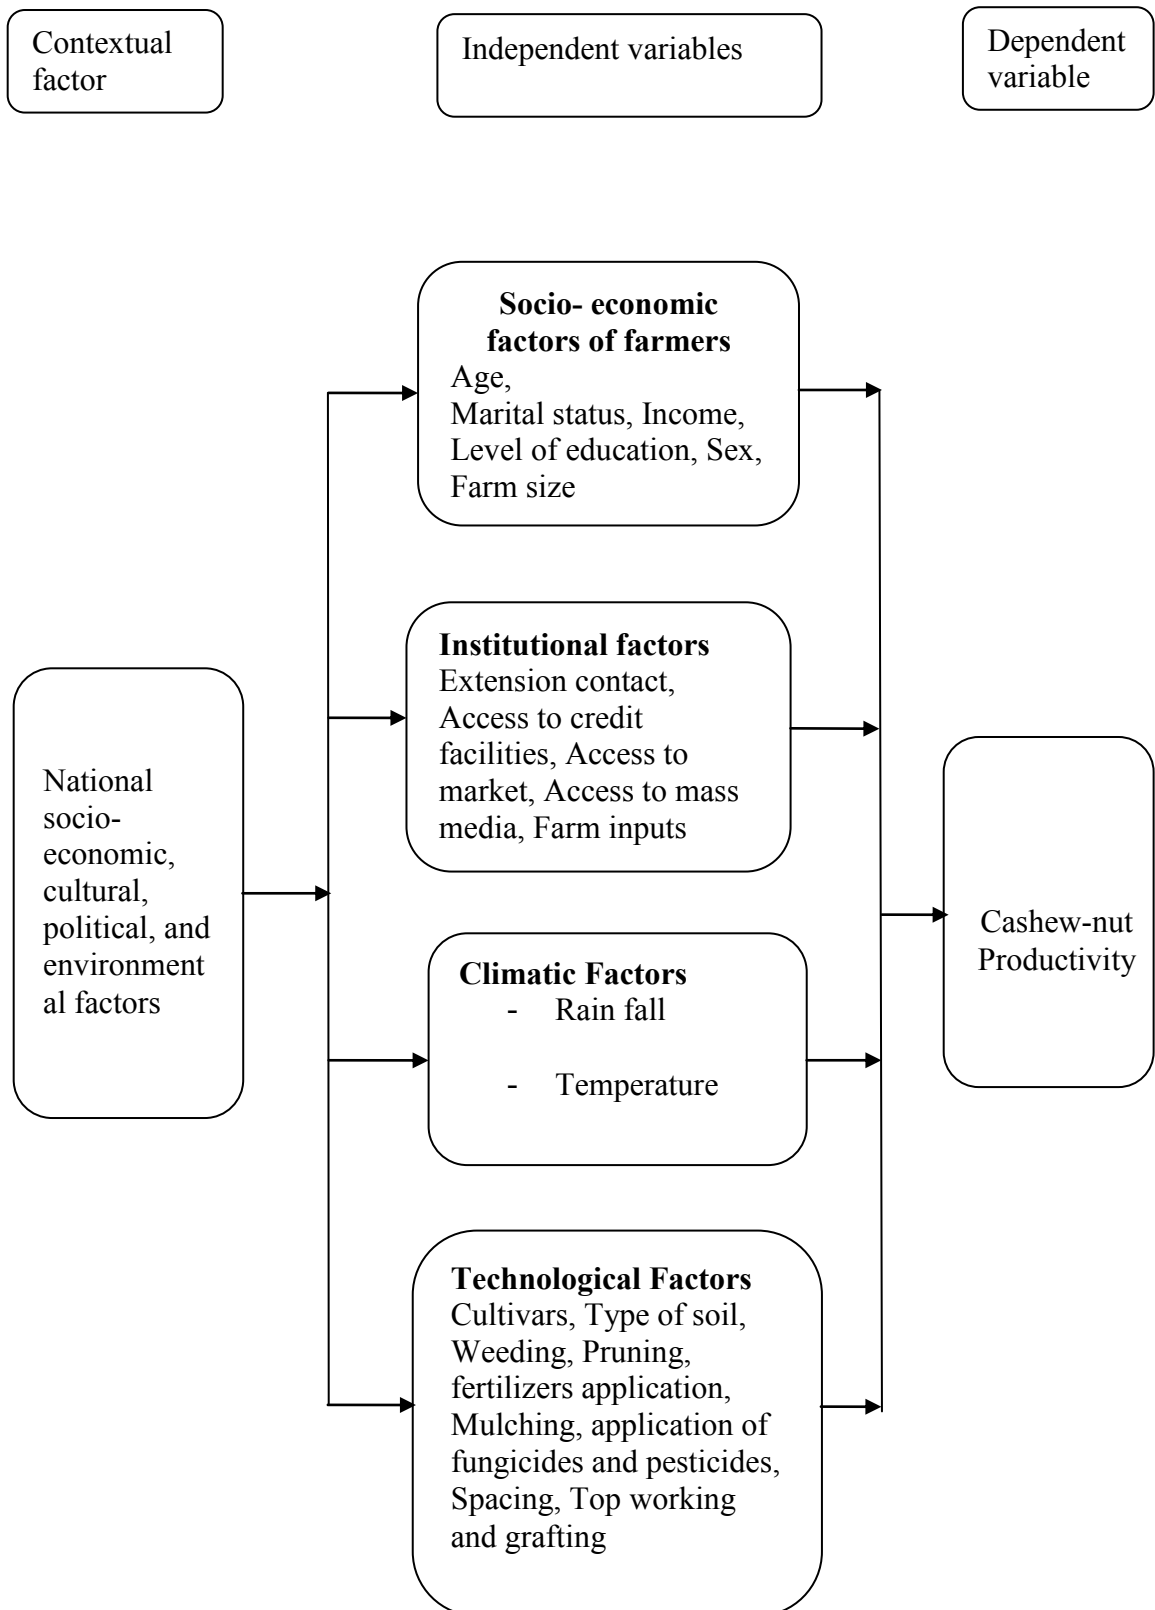 Contextual
factor
Independent variables
Dependent
variable
Socio- economic
factors of farmers
Age,
Marital status, Income,
Level of education, Sex,
Farm size
Institutional factors
Extension contact,
Access to credit
facilities, Access to
market, Access to mass
media, Farm inputs
National
socio-
economic,
cultural,
political, and
environment
al factors
Cashew-nut
Productivity
Climatic Factors
- Rain fall
- Temperature
Technological Factors
Cultivars, Type of soil,
Weeding, Pruning,
fertilizers application,
Mulching, application of
fungicides and pesticides,
Spacing, Top working
and grafting